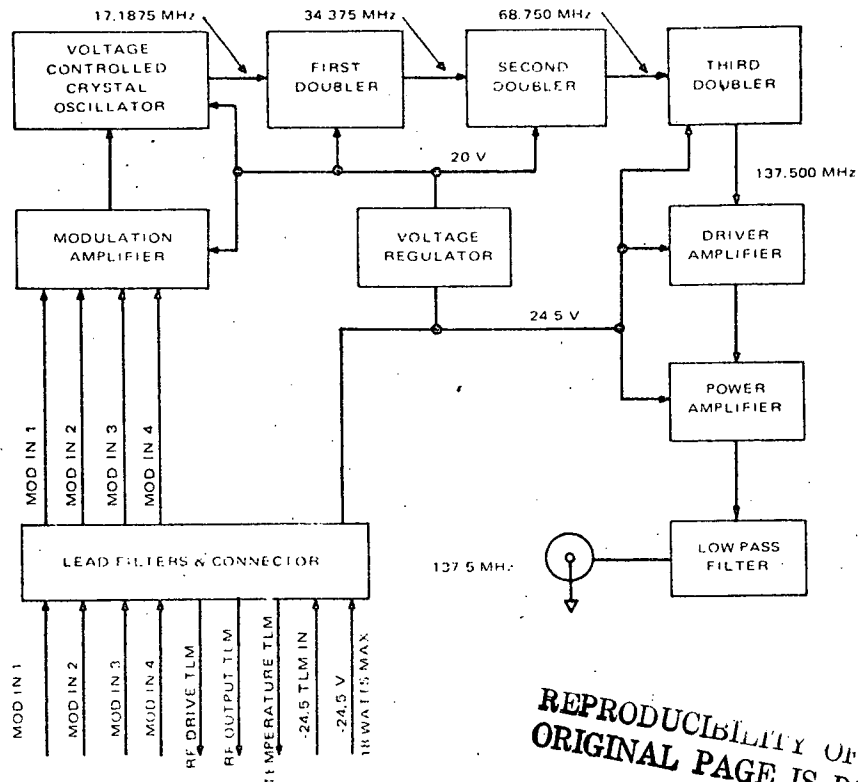 17.1875 MHz
34.375 MHz
68.750 MHz
VOLTAGE
CONTROLLED
CRYSTAL
OSCILLATOR
FIRST
DOUBLER
SECOND
DOUBLER
THIRD
DOUBLER
20 V
137.500 MHz
MODULATION
AMPLIFIER
VOLTAGE
REGULATOR
DRIVER
AMPLIFIER
24 5 V
POWER
AMPLIFIER
MOD IN 1
MOD IN 2
MOD IN 3
MOD IN 4
LEAD FILTERS & CONNECTOR
137 5 MHz
LOW PASS
FILTER
MOD IN 1
MOD IN 2
MOD IN 3
MOD IN 4
RF DRIVE TLM
RF OUTPUT TLM
TEMPERATURE TLM
-24.5 TLM IN
-24.5 V
18 WATTS MAX
REPRODUCIBILITY OF
ORIGINAL PAGE IS